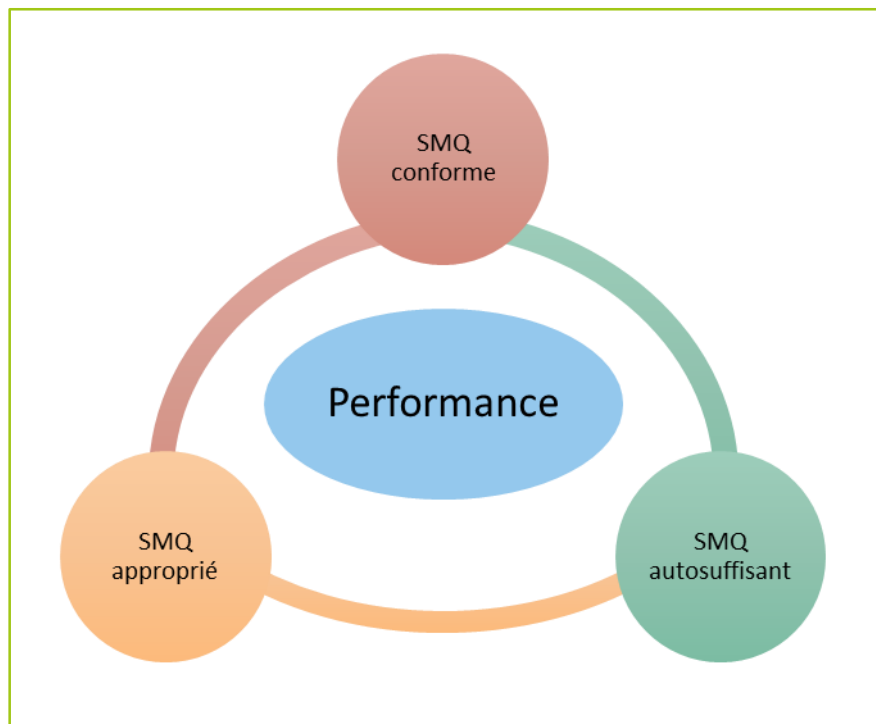 SMQ
conforme
Performance
SMQ
approprié
SMQ
autosuffisant